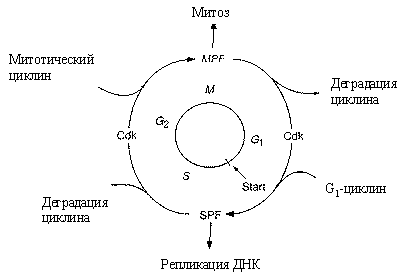 Митоз
Митотический
циклин
MPF
Деградация
циклина
M
G2
G1
Cdk
Cdk
S
Start
Деградация
циклина
G1-циклин
SPF
Репликация ДНК